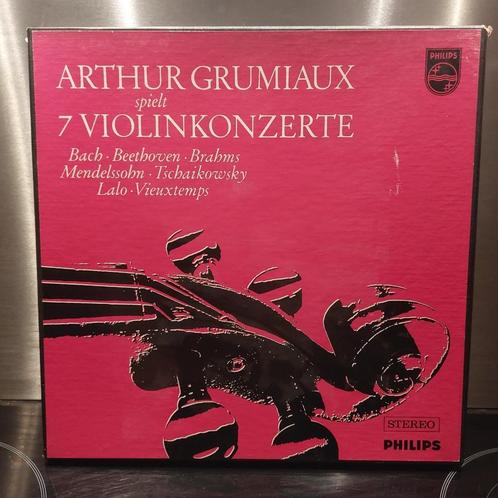 PHILIPS
ARTHUR GRUMIAUX
spielt
7 VIOLINKONZERTE
Bach · Beethoven · Brahms
Mendelssohn · Tschaikowsky
Lalo · Vieuxtemps
STEREO
PHILIPS